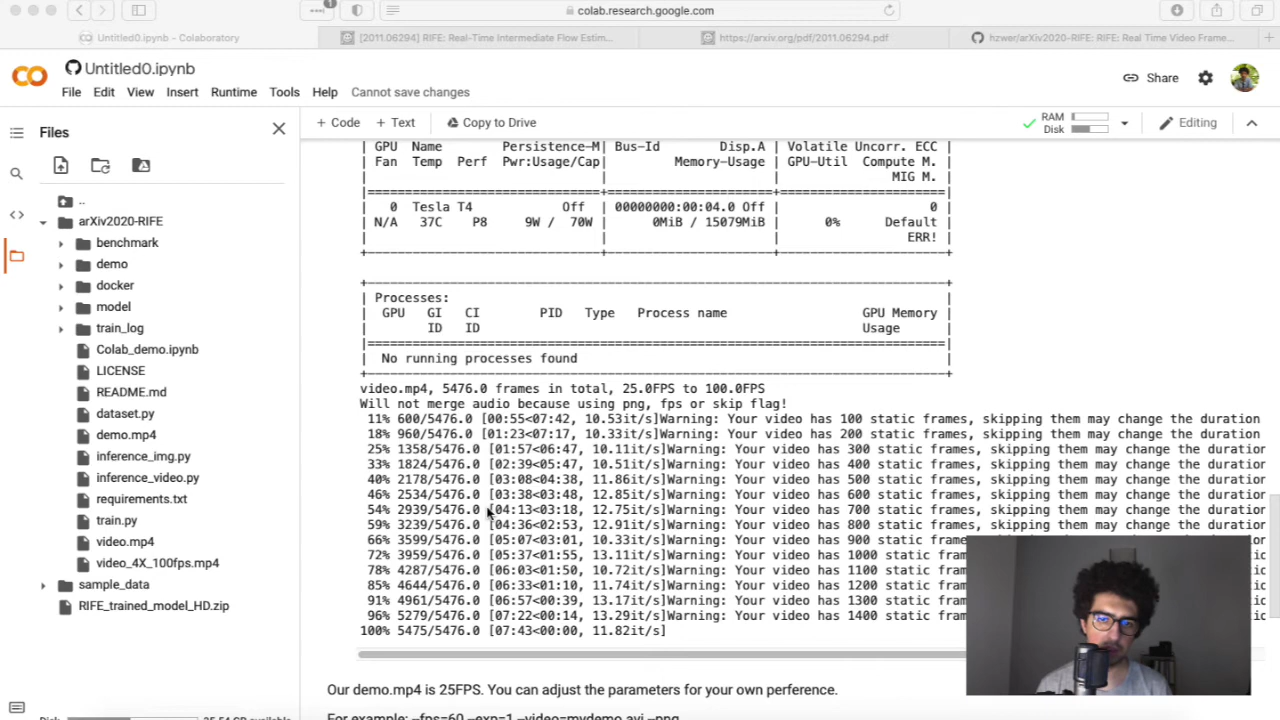 colab.research.google.com
Untitled0.ipynb - Colaboratory
[2011.06294] RIFE: Real-Time Intermediate Flow Estim...
https://arxiv.org/pdf/2011.06294.pdf
hzwer/arXiv2020-RIFE: RIFE: Real Time Video Frame...
Untitled0.ipynb
Share
File Edit View Insert Runtime Tools Help Cannot save changes
Files
+ Code + Text Copy to Drive
RAM
Disk
Editing
..
arXiv2020-RIFE
benchmark
demo
docker
model
train_log
Colab_demo.ipynb
LICENSE
README.md
dataset.py
demo.mp4
inference_img.py
inference_video.py
requirements.txt
train.py
video.mp4
video_4X_100fps.mp4
sample_data
RIFE_trained_model_HD.zip
| GPU Name Persistence-M| Bus-Id Disp.A | Volatile Uncorr. ECC |
| Fan Temp Perf Pwr:Usage/Cap| Memory-Usage | GPU-Util Compute M. |
| | | MIG M. |
| 0 Tesla T4 Off | 00000000:00:04.0 Off | 0 |
| N/A 37C P8 9W / 70W | 0MiB / 15079MiB | 0% Default |
| | | ERR! |
| Processes: |
| GPU GI CI PID Type Process name GPU Memory |
| ID ID Usage |
| No running processes found |
video.mp4, 5476.0 frames in total, 25.0FPS to 100.0FPS
Will not merge audio because using png, fps or skip flag!
11% 600/5476.0 [00:55<07:42, 10.53it/s]Warning: Your video has 100 static frames, skipping them may change the duration
18% 960/5476.0 [01:23<07:17, 10.33it/s]Warning: Your video has 200 static frames, skipping them may change the duration
25% 1358/5476.0 [01:57<06:47, 10.11it/s]Warning: Your video has 300 static frames, skipping them may change the duration
33% 1824/5476.0 [02:39<05:47, 10.51it/s]Warning: Your video has 400 static frames, skipping them may change the duration
40% 2178/5476.0 [03:08<04:38, 11.86it/s]Warning: Your video has 500 static frames, skipping them may change the duration
46% 2534/5476.0 [03:38<03:48, 12.85it/s]Warning: Your video has 600 static frames, skipping them may change the duration
54% 2939/5476.0 [04:13<03:18, 12.75it/s]Warning: Your video has 700 static frames, skipping them may change the duration
59% 3239/5476.0 [04:36<02:53, 12.91it/s]Warning: Your video has 800 static frames, skipping them may change the duration
66% 3599/5476.0 [05:07<03:01, 10.33it/s]Warning: Your video has 900 static frames, skipping them may change the duration
72% 3959/5476.0 [05:37<01:55, 13.11it/s]Warning: Your video has 1000 static fram
78% 4287/5476.0 [06:03<01:50, 10.72it/s]Warning: Your video has 1100 static fram
85% 4644/5476.0 [06:33<01:10, 11.74it/s]Warning: Your video has 1200 static fram
91% 4961/5476.0 [06:57<00:39, 13.17it/s]Warning: Your video has 1300 static fram
96% 5279/5476.0 [07:22<00:14, 13.29it/s]Warning: Your video has 1400 static fram
100% 5475/5476.0 [07:43<00:00, 11.82it/s]
Our demo.mp4 is 25FPS. You can adjust the parameters for your own perference.
For example: --fps=60 --exp=1 --video=mydemo.avi --png